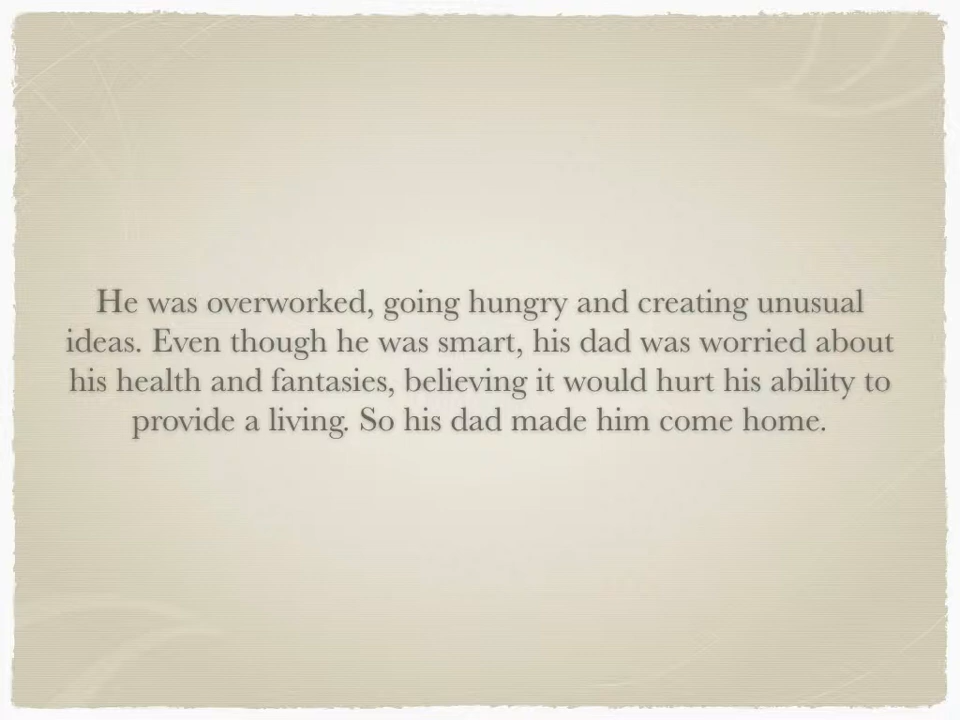 He was overworked, going hungry and creating unusual
ideas. Even though he was smart, his dad was worried about
his health and fantasies, believing it would hurt his ability to
provide a living. So his dad made him come home.